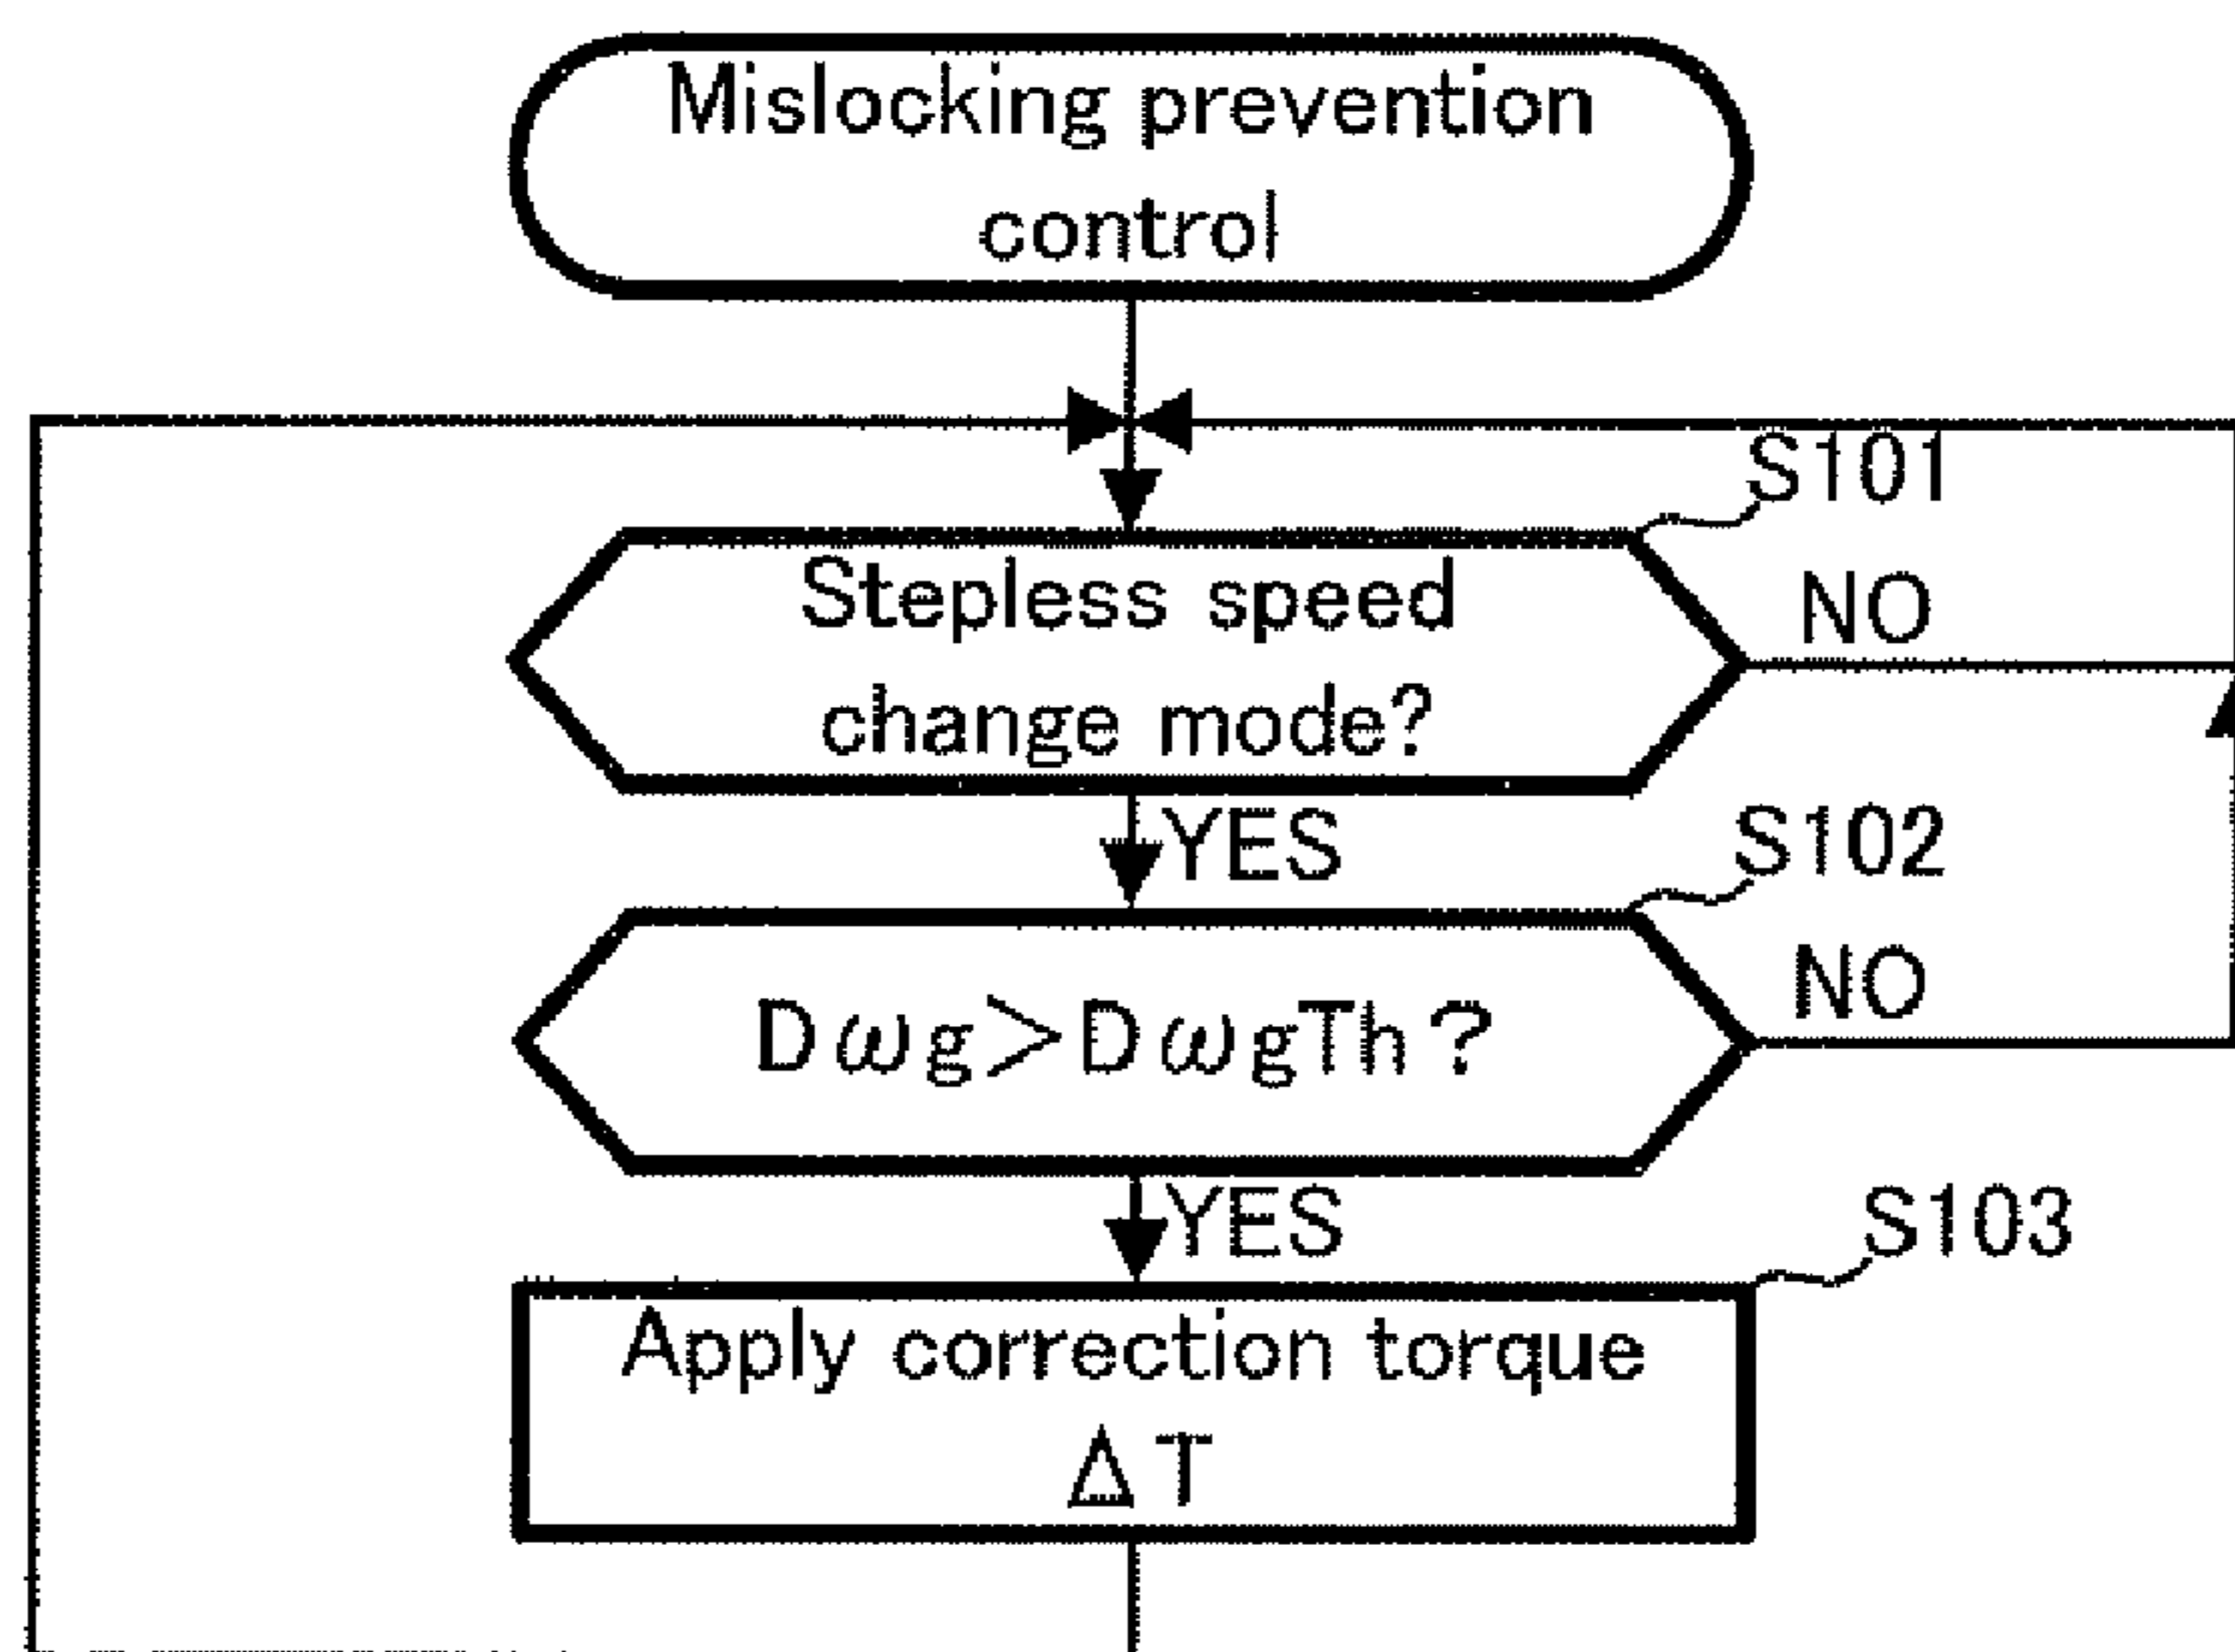 Mislocking prevention
control
S101
Stepless speed
change mode?
NO
YES
S102
Dωg>DωgTh?
NO
YES
S103
Apply correction torque
ΔT